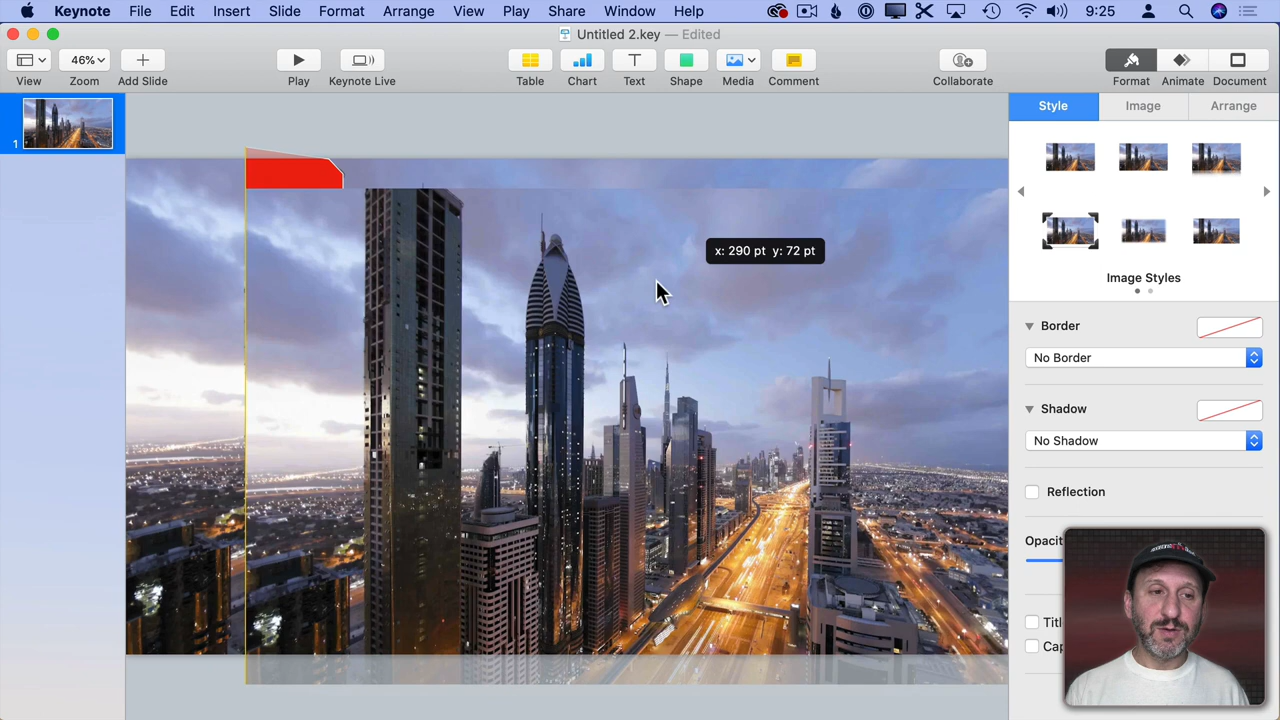 Keynote File Edit Insert Slide Format Arrange View Play Share Window Help 9:25
Untitled 2.key — Edited
46%
View Zoom Add Slide Play Keynote Live Table Chart Text Shape Media Comment Collaborate Format Animate Document
Style Image Arrange
1
x: 290 pt y: 72 pt
Image Styles
Border
No Border
Shadow
No Shadow
Reflection
Opacit
Titl
Cap